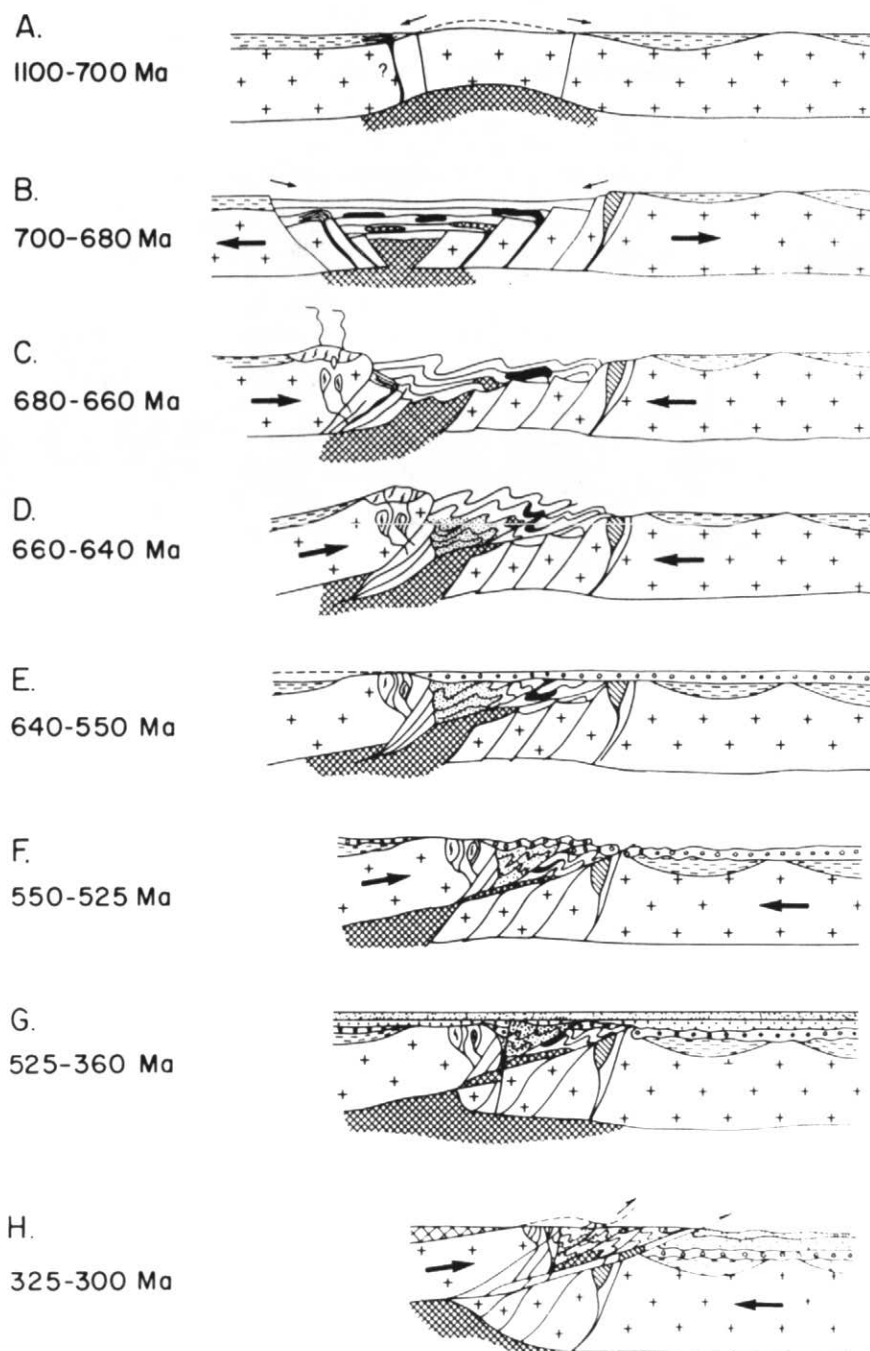 A.
1100-700 Ma
?
B.
700-680 Ma
C.
680-660 Ma
D.
660-640 Ma
E.
640-550 Ma
F.
550-525 Ma
G.
525-360 Ma
H.
325-300 Ma